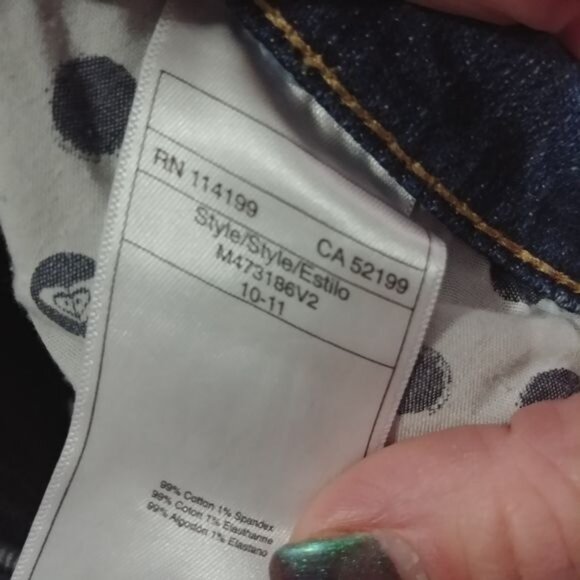 RN 114199 CA 52199
Style/Style/Estilo
M473186V2
10-11
99% Cotton 1% Spandex
99% Coton 1% Elasthanne
99% Algodón 1% Elastano